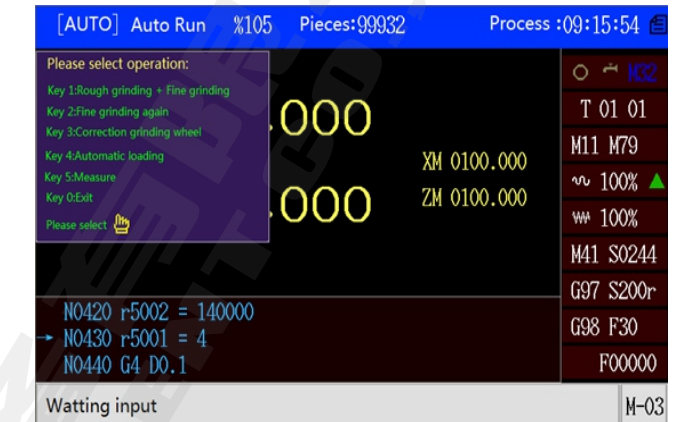 [AUTO] Auto Run %105 Pieces:99932 Process :09:15:54
Please select operation:
Key 1:Rough grinding + Fine grinding
Key 2:Fine grinding again
Key 3:Correction grinding wheel
Key 4:Automatic loading
Key 5:Measure
Key 0:Exit
Please select
.000
.000
XM 0100.000
ZM 0100.000
M32
T 01 01
M11 M79
100%
100%
M41 S0244
G97 S200r
G98 F30
F00000
N0420 r5002 = 140000
→ N0430 r5001 = 4
N0440 G4 D0.1
Watting input
M-03